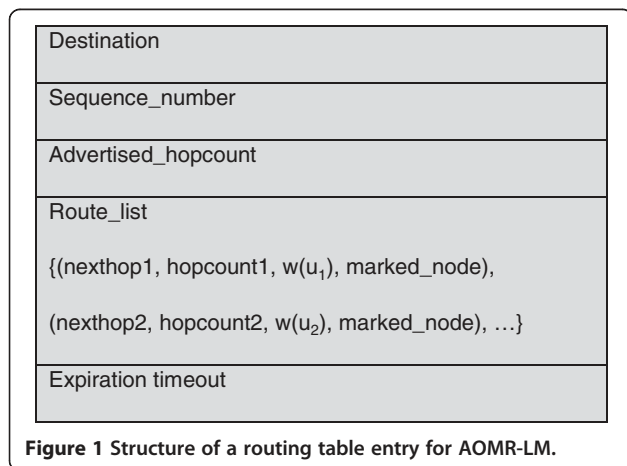 Destination
Sequence_number
Advertised_hopcount
Route_list
{(nexthop1, hopcount1, w(u₁), marked_node),
(nexthop2, hopcount2, w(u₂), marked_node), …}
Expiration timeout
Figure 1 Structure of a routing table entry for AOMR-LM.